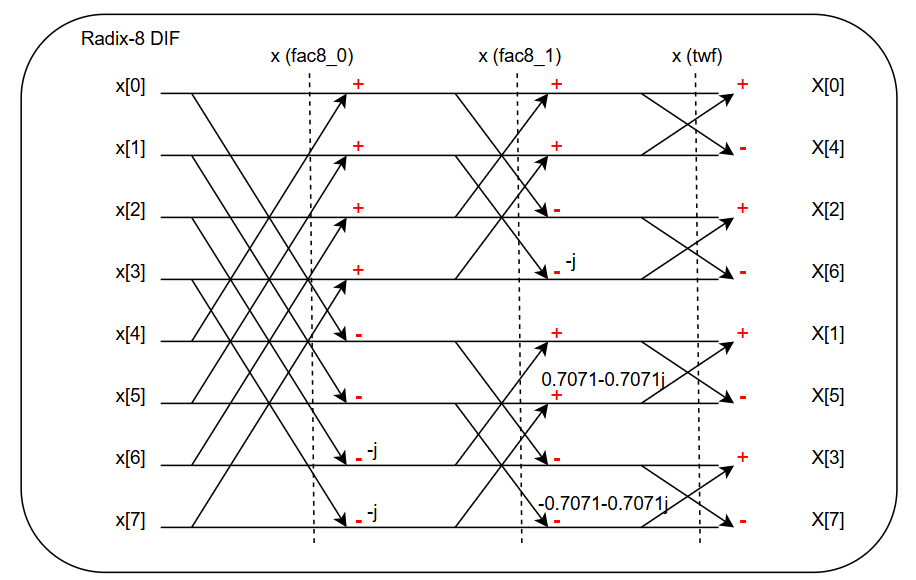 Radix-8 DIF
x (fac8_0) x (fac8_1) x (twf)
x[0] + + + X[0]
x[1] + + - X[4]
x[2] + - + X[2]
x[3] + - -j - X[6]
x[4] - + + X[1]
0.7071-0.7071j
x[5] - + - X[5]
x[6] - -j - + X[3]
-0.7071-0.7071j
x[7] - -j - - X[7]